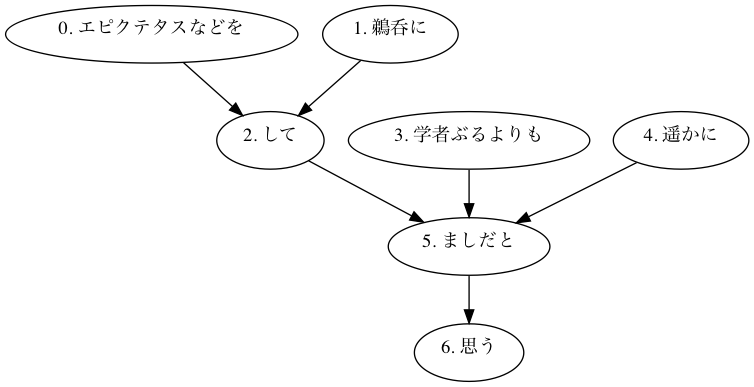 0. エピクテタスなどを
1. 鵜呑に
2. して
3. 学者ぶるよりも
4. 遥かに
5. ましだと
6. 思う